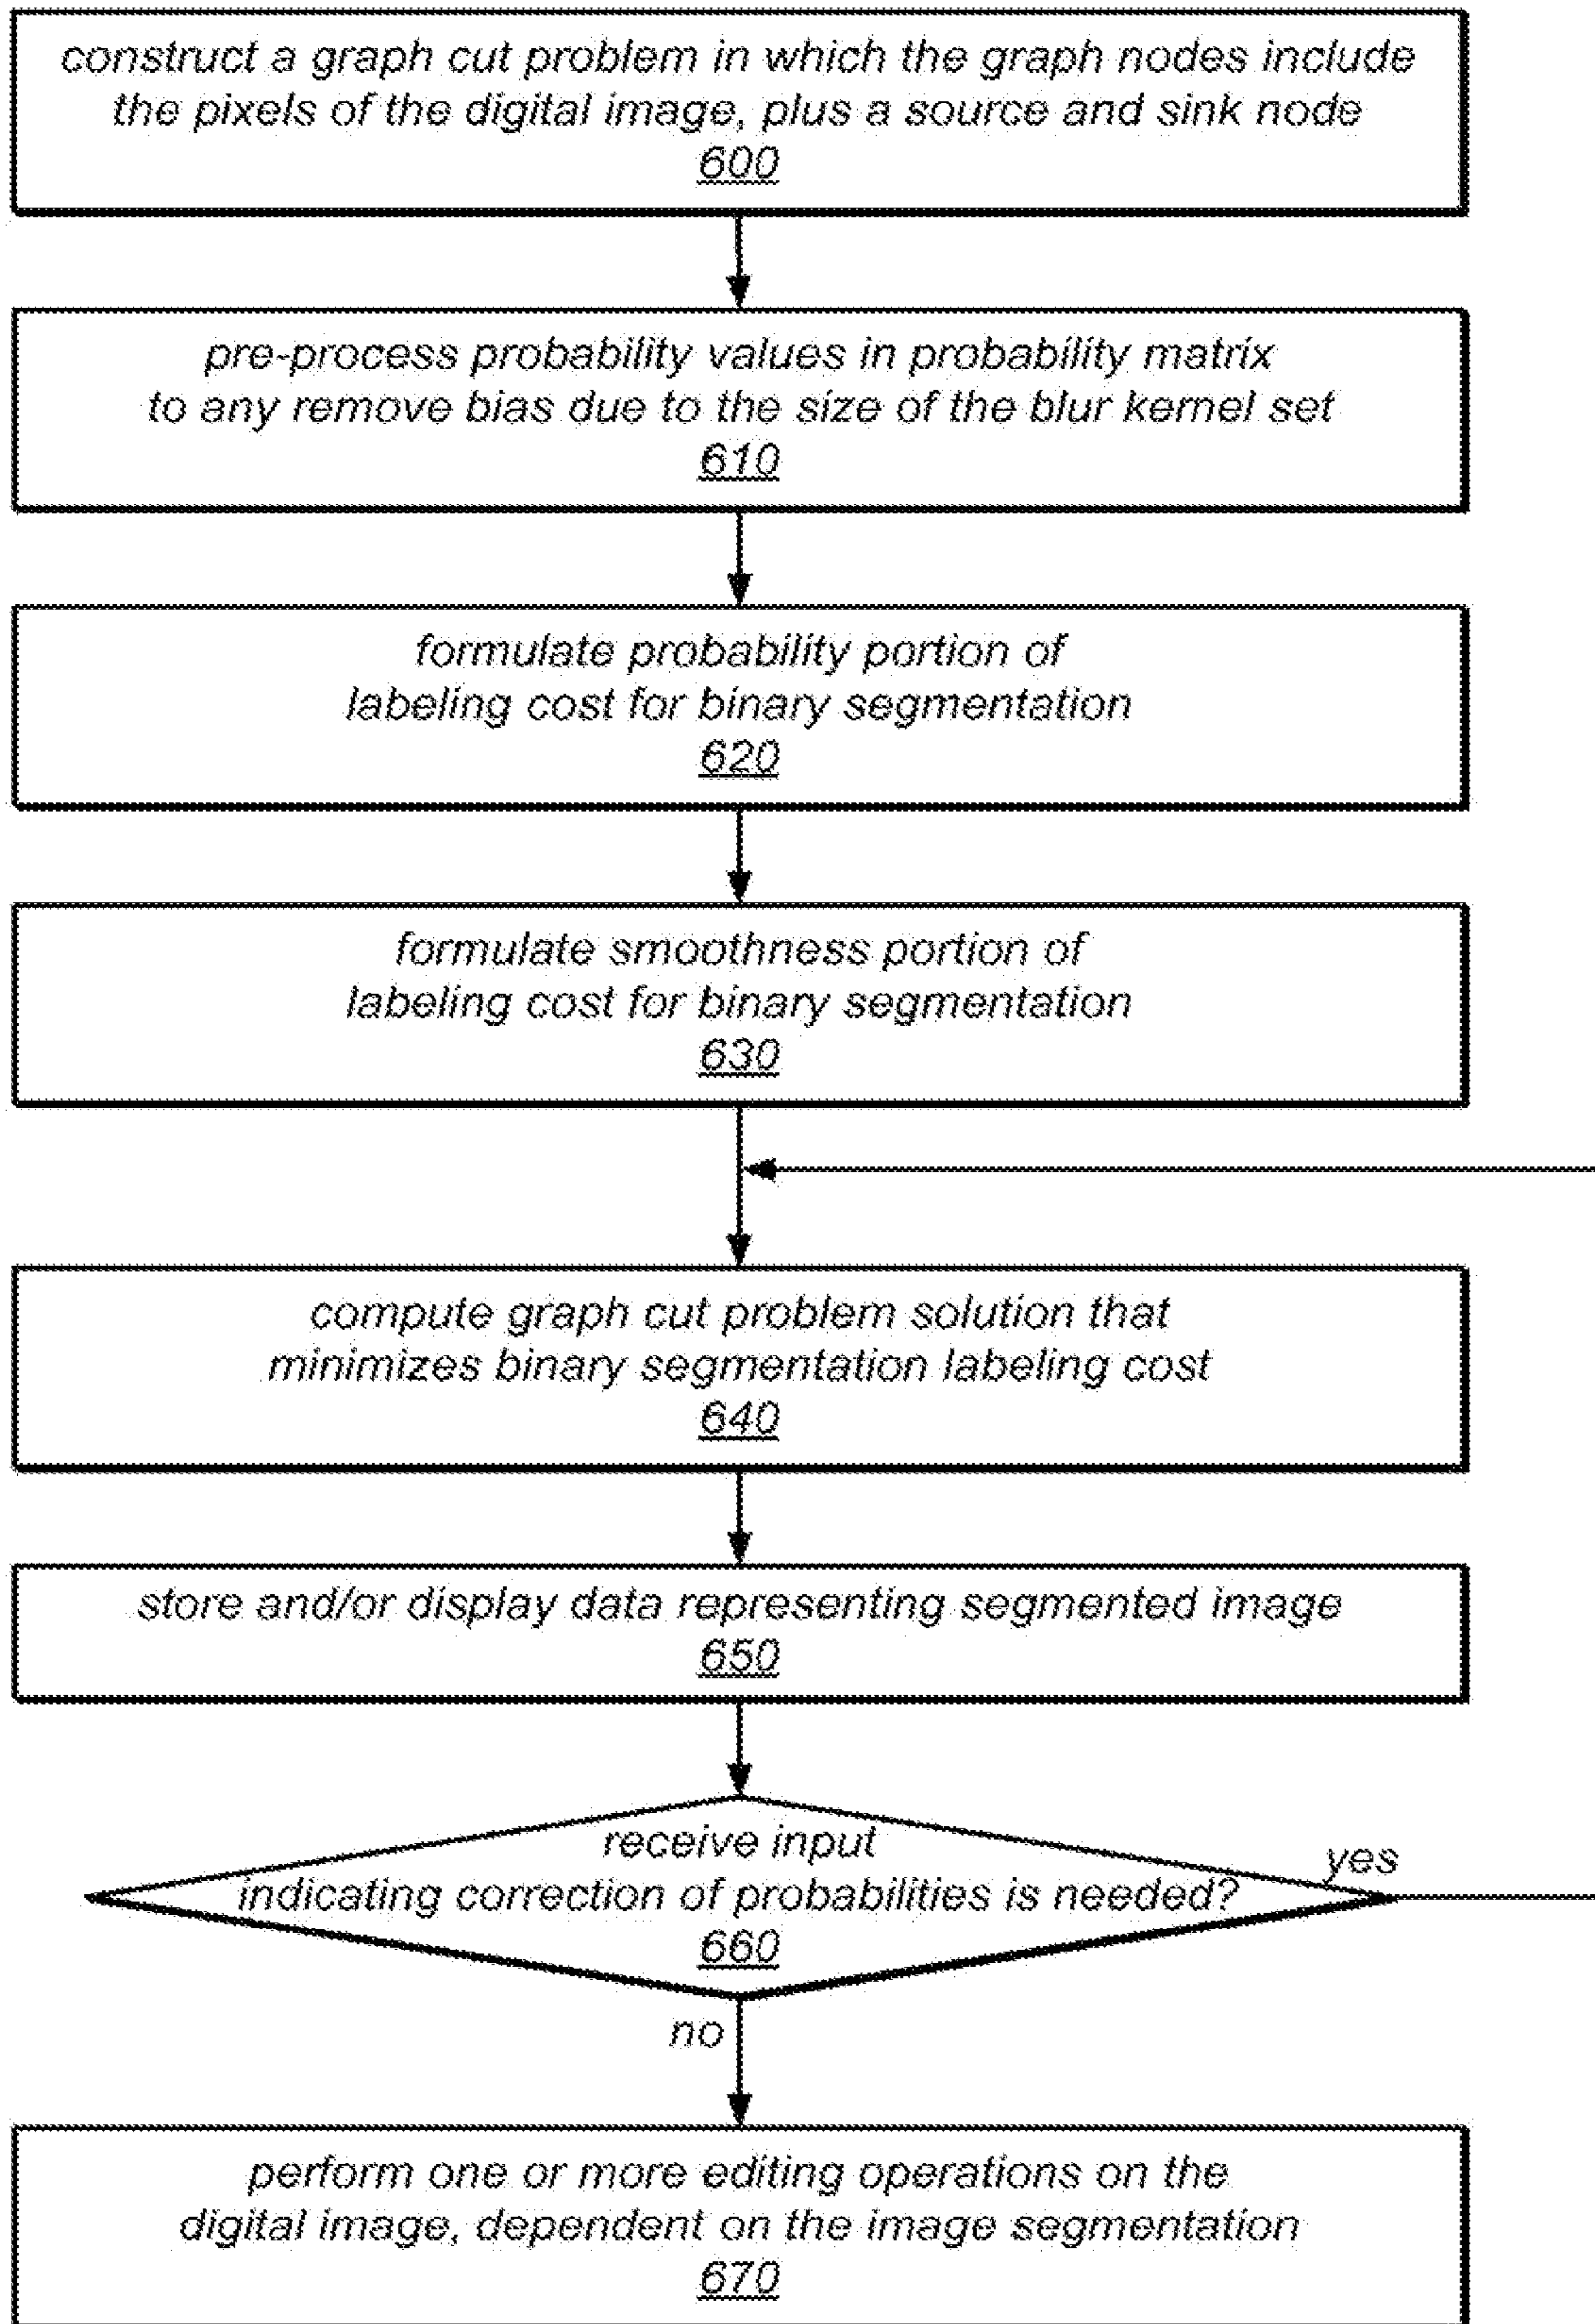 construct a graph cut problem in which the graph nodes include
the pixels of the digital image, plus a source and sink node
600
pre-process probability values in probability matrix
to any remove bias due to the size of the blur kernel set
610
formulate probability portion of
labeling cost for binary segmentation
620
formulate smoothness portion of
labeling cost for binary segmentation
630
compute graph cut problem solution that
minimizes binary segmentation labeling cost
640
store and/or display data representing segmented image
650
receive input
yes
indicating correction of probabilities is needed?
660
no
perform one or more editing operations on the
digital image, dependent on the image segmentation
670